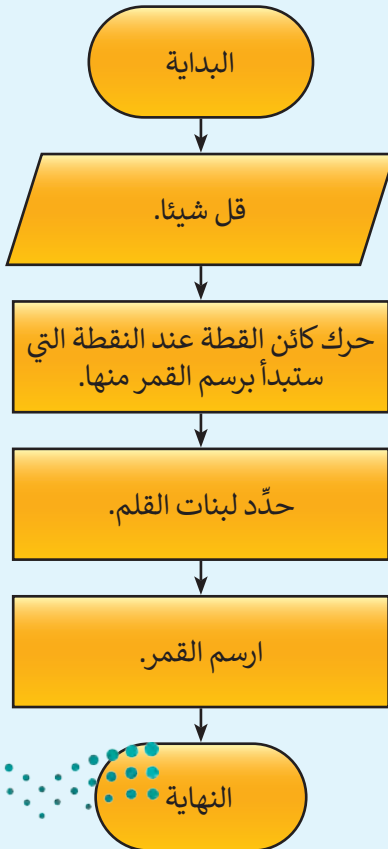 البداية
قل شيئا.
حرك كائن القطة عند النقطة التي
ستبدأ برسم القمر منها.
حدِّد لبنات القلم.
ارسم القمر.
النهاية